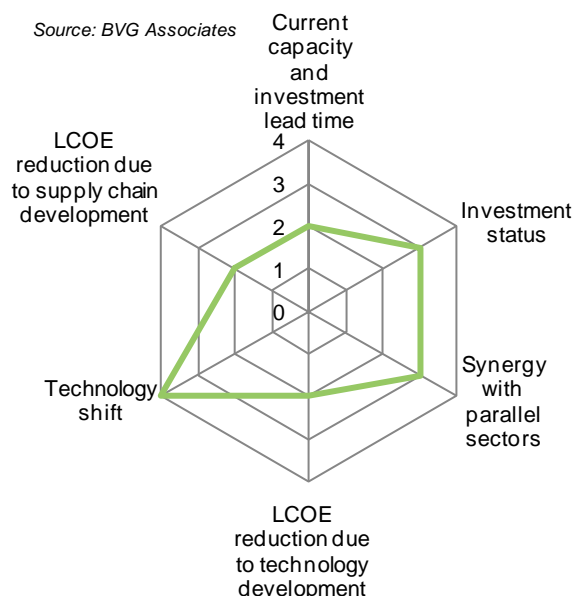 Source: BVG Associates
Current
capacity
and
investment
lead time
4
3
2
1
0
Investment
status
Synergy
with
parallel
sectors
LCOE
reduction due
to technology
development
Technology
shift
LCOE
reduction due
to supply chain
development